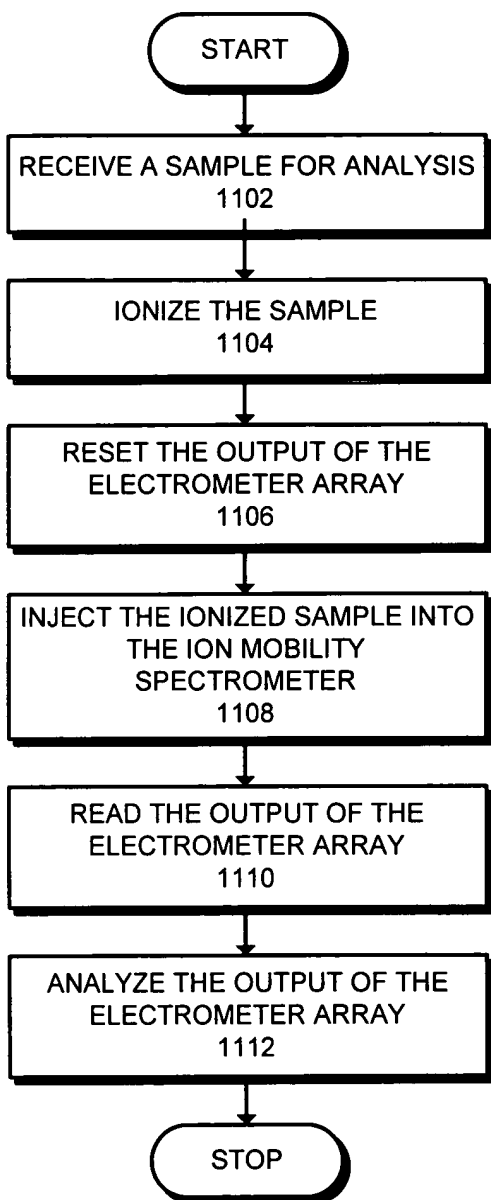 START
RECEIVE A SAMPLE FOR ANALYSIS
1102
IONIZE THE SAMPLE
1104
RESET THE OUTPUT OF THE
ELECTROMETER ARRAY
1106
INJECT THE IONIZED SAMPLE INTO
THE ION MOBILITY
SPECTROMETER
1108
READ THE OUTPUT OF THE
ELECTROMETER ARRAY
1110
ANALYZE THE OUTPUT OF THE
ELECTROMETER ARRAY
1112
STOP